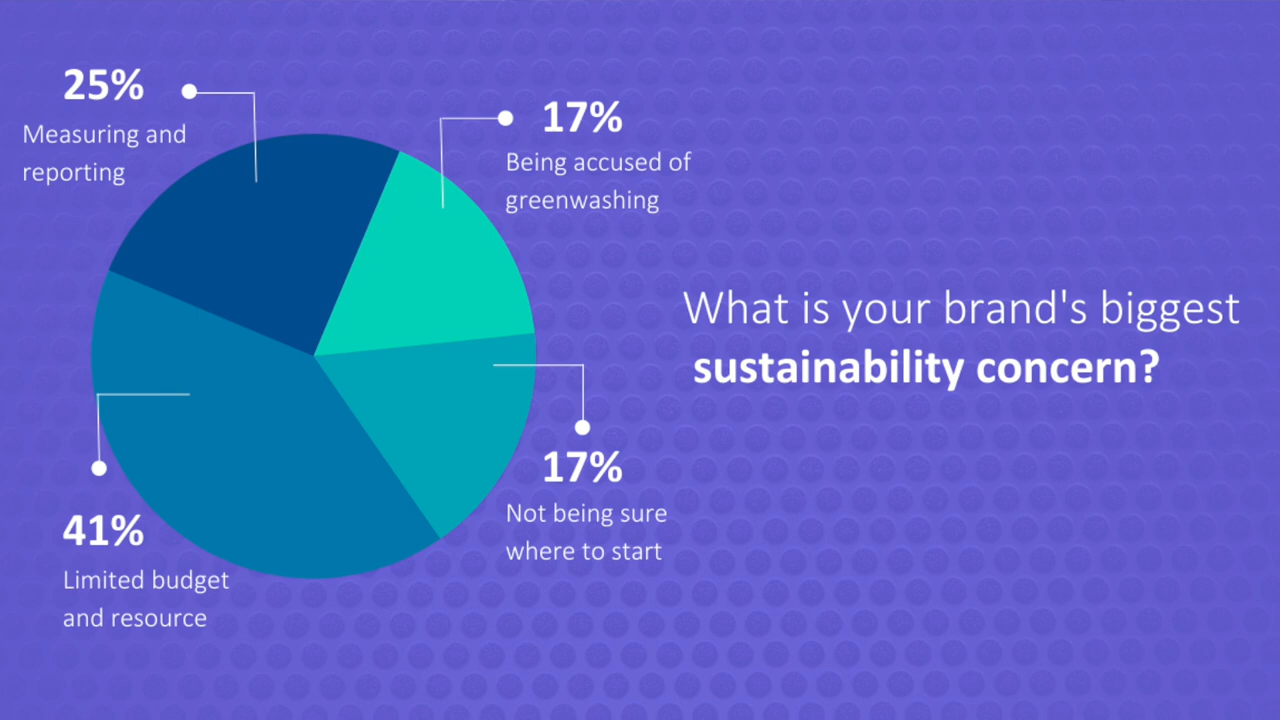 25%
Measuring and
reporting
17%
Being accused of
greenwashing
What is your brand's biggest
sustainability concern?
17%
Not being sure
where to start
41%
Limited budget
and resource